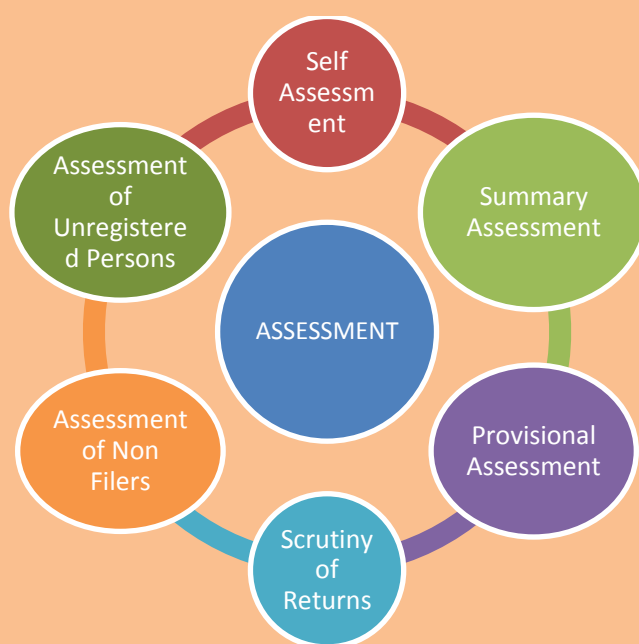 Self
Assessm
ent
Summary
Assessment
Provisional
Assessment
Scrutiny
of
Returns
Assessment
of Non
Filers
Assessment
of
Unregistere
d Persons
ASSESSMENT